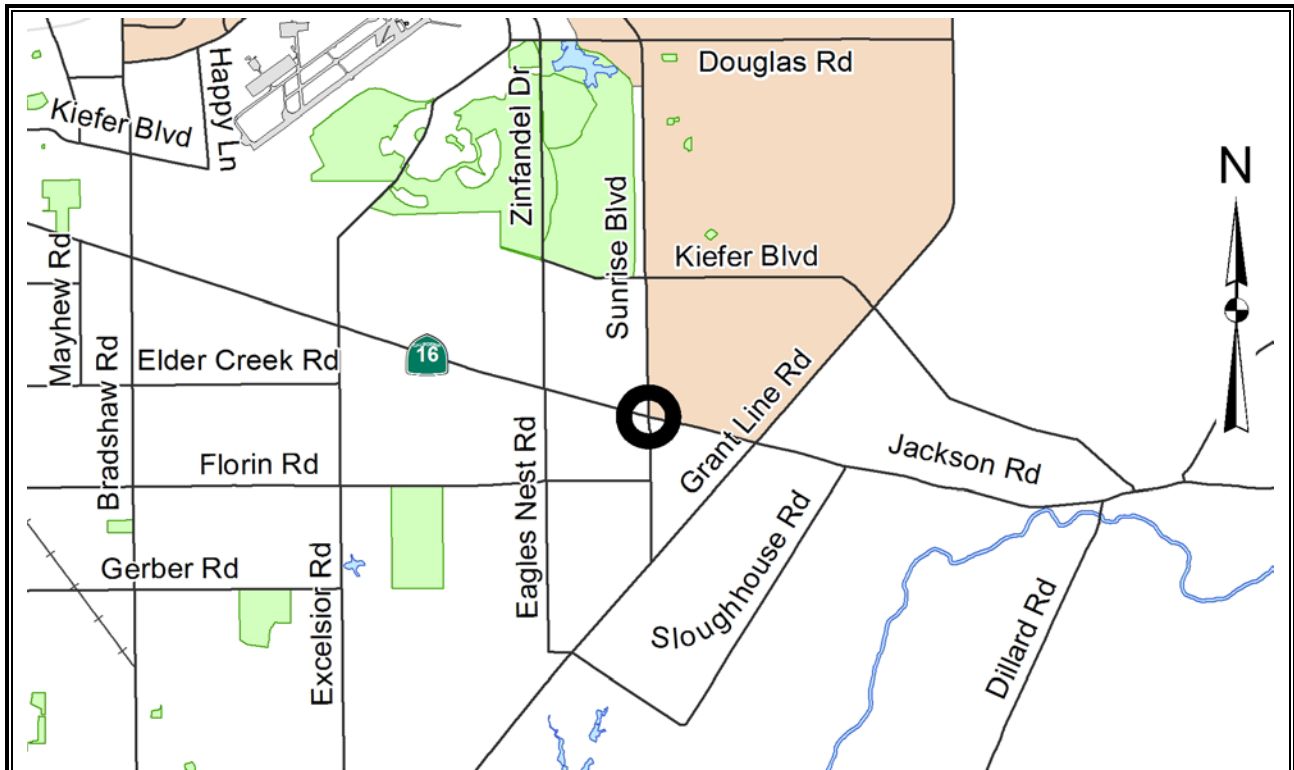 Happy Ln
Douglas Rd
Kiefer Blvd
Zinfandel Dr
N
Sunrise Blvd
Kiefer Blvd
Mayhew Rd
16
Elder Creek Rd
Bradshaw Rd
Grant Line Rd
Jackson Rd
Florin Rd
Eagles Nest Rd
Sloughhouse Rd
Gerber Rd
Excelsior Rd
Dillard Rd